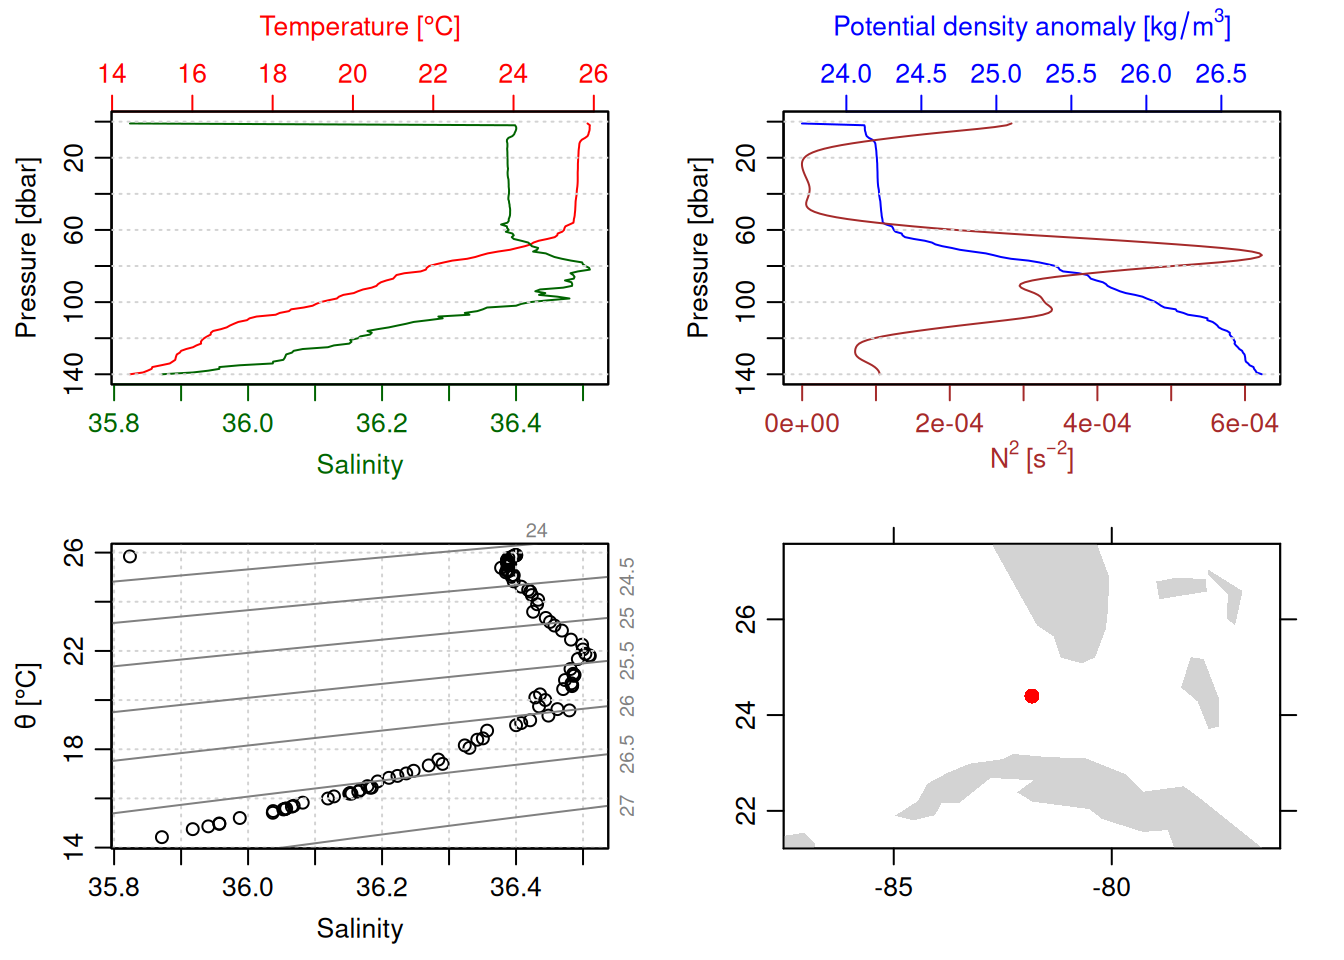 Temperature [°C]
14 16 18 20 22 24 26
Pressure [dbar]
20
60
100
140
35.8 36.0 36.2 36.4
Salinity
Potential density anomaly [kg/m³]
24.0 24.5 25.0 25.5 26.0 26.5
Pressure [dbar]
20
60
100
140
0e+00 2e-04 4e-04 6e-04
N² [s⁻²]
24
θ [°C]
26
22
18
14
24.5
25
25.5
26
26.5
27
35.8 36.0 36.2 36.4
Salinity
26
24
22
-85 -80